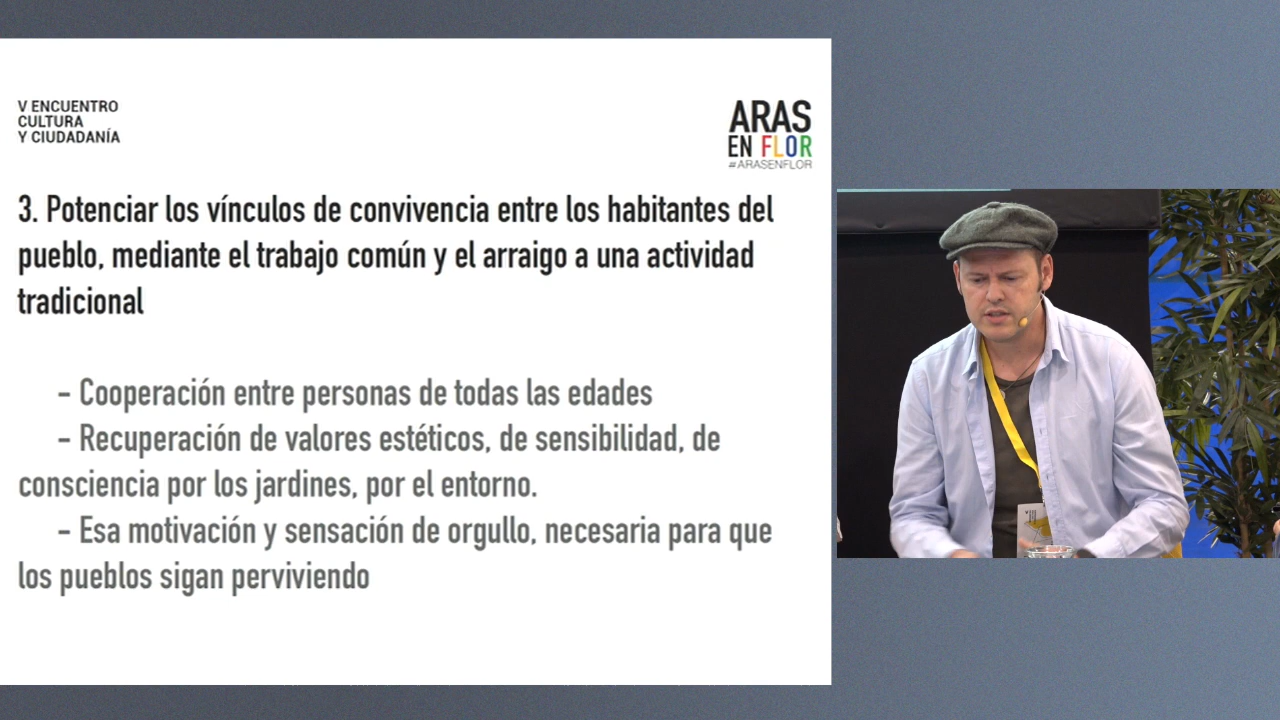 V ENCUENTRO
CULTURA
Y CIUDADANÍA
ARAS
EN FLOR
#ARASENFLOR
3. Potenciar los vínculos de convivencia entre los habitantes del
pueblo, mediante el trabajo común y el arraigo a una actividad
tradicional
- Cooperación entre personas de todas las edades
- Recuperación de valores estéticos, de sensibilidad, de
consciencia por los jardines, por el entorno.
- Esa motivación y sensación de orgullo, necesaria para que
los pueblos sigan perviviendo